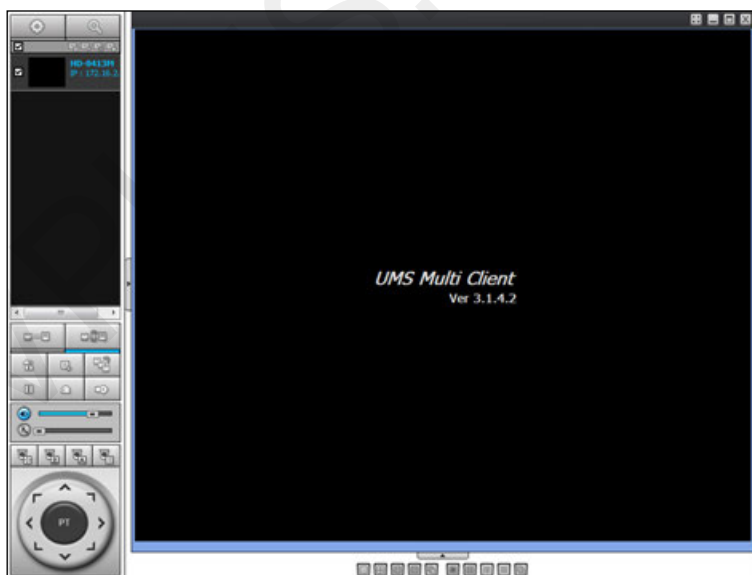 HD-0413M
IP : 172.16.2.
UMS Multi Client
Ver 3.1.4.2
PT